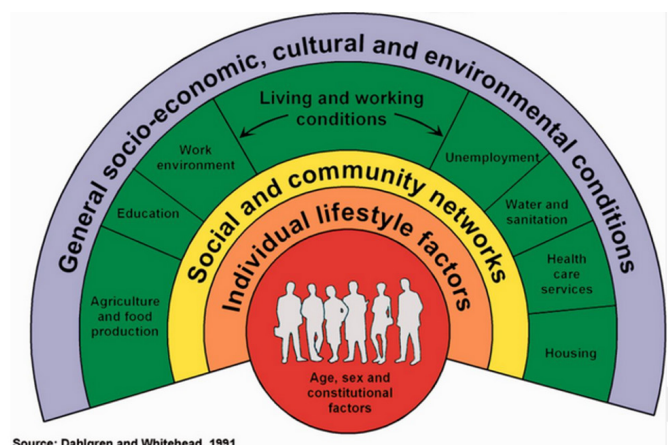 General socio-economic, cultural and environmental conditions
Living and working
conditions
Work
environment
Unemployment
Education
Water and
sanitation
Agriculture
and food
production
Health
care
services
Housing
Social and community networks
Individual lifestyle factors
Age, sex and
constitutional
factors
Source: Dahlgren and Whitehead, 1991